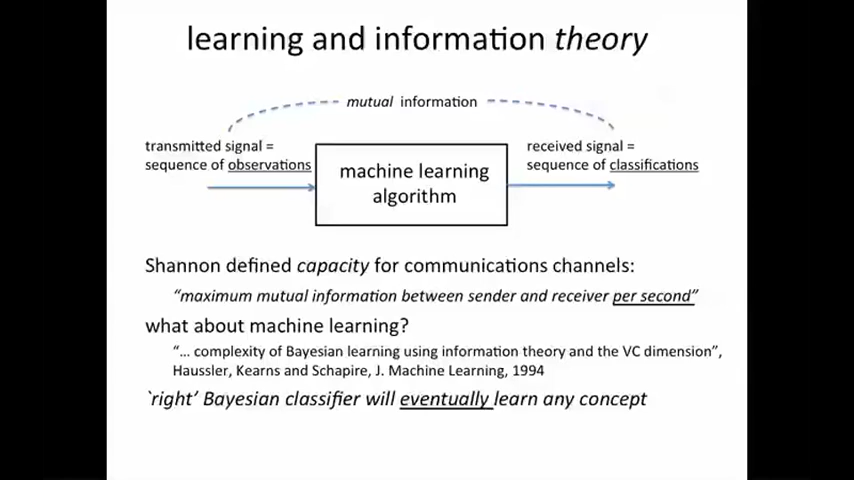 learning and information theory
mutual information
transmitted signal =
sequence of observations
received signal =
sequence of classifications
machine learning
algorithm
Shannon defined capacity for communications channels:
“maximum mutual information between sender and receiver per second”
what about machine learning?
“... complexity of Bayesian learning using information theory and the VC dimension”,
Haussler, Kearns and Schapire, J. Machine Learning, 1994
‘right’ Bayesian classifier will eventually learn any concept